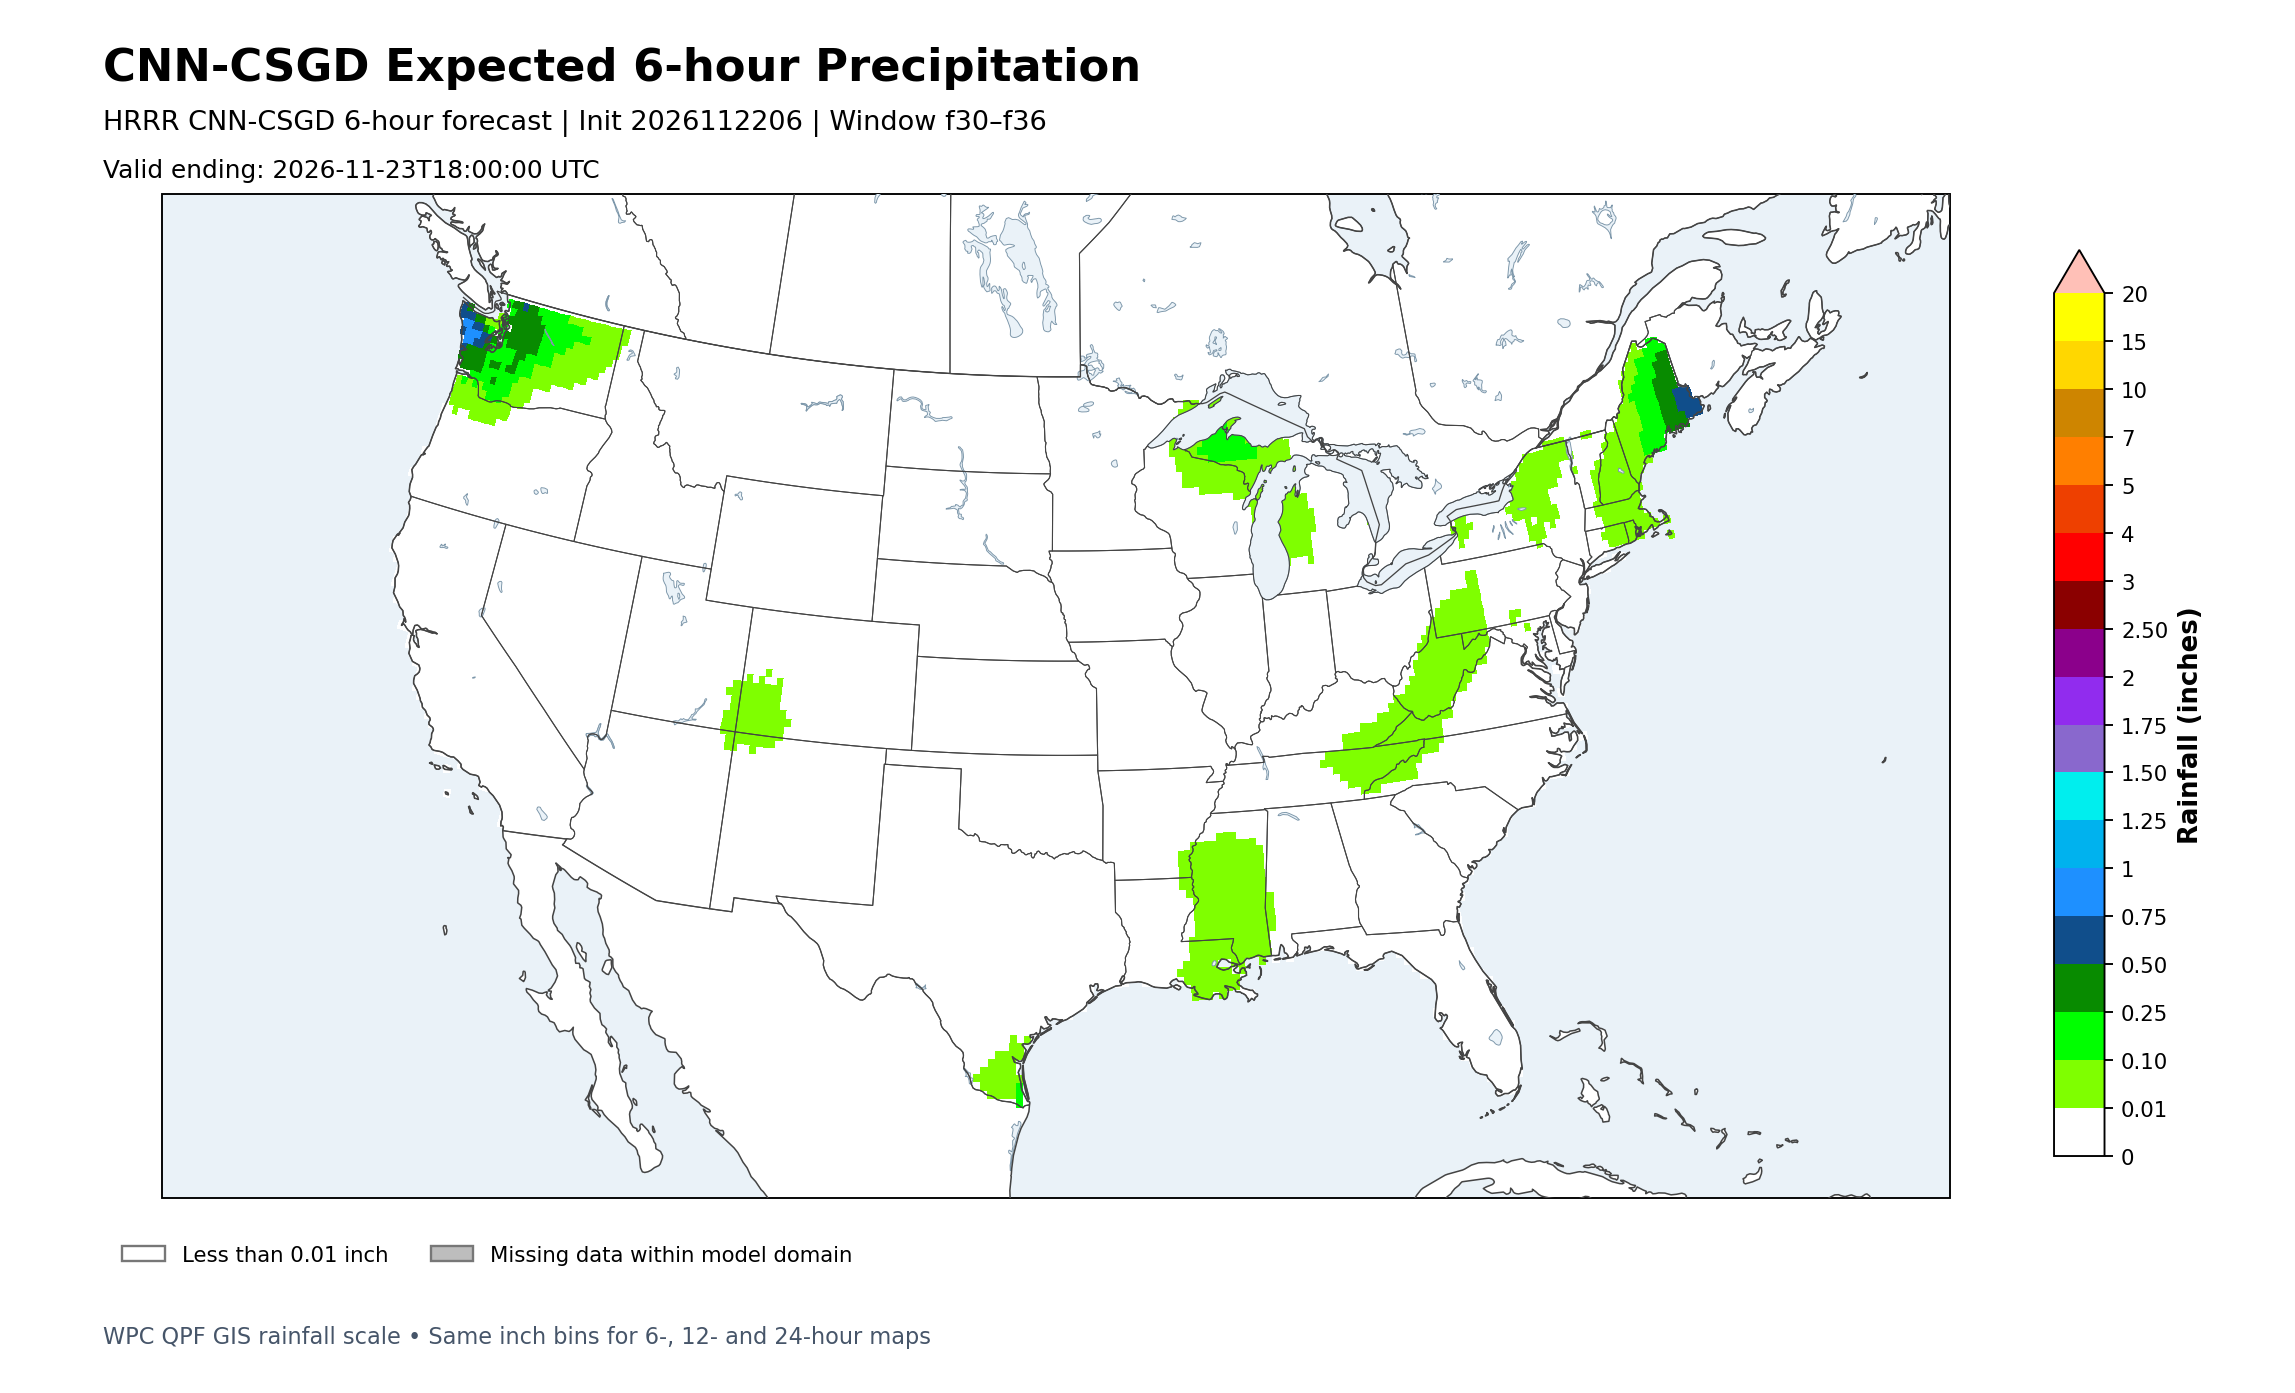 CNN-CSGD Expected 6-hour Precipitation
HRRR CNN-CSGD 6-hour forecast | Init 2026112206 | Window f30–f36
Valid ending: 2026-11-23T18:00:00 UTC
20
15
10
7
5
4
3
2.50
2
1.75
1.50
1.25
1
0.75
0.50
0.25
0.10
0.01
0
Rainfall (inches)
Less than 0.01 inch
Missing data within model domain
WPC QPF GIS rainfall scale • Same inch bins for 6-, 12- and 24-hour maps